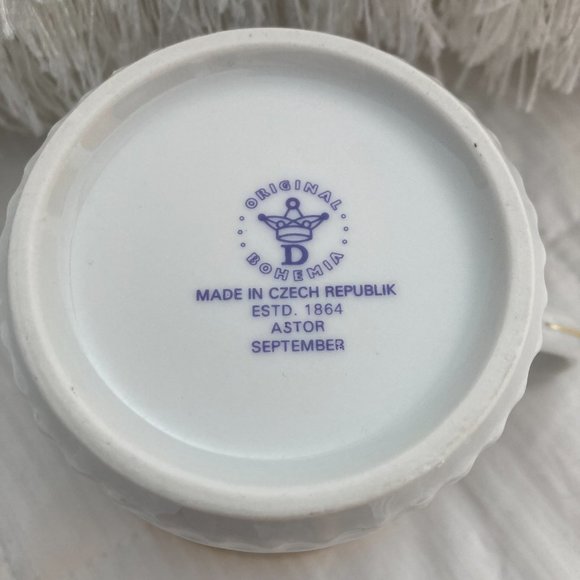 ORIGINAL
D
BOHEMIA
MADE IN CZECH REPUBLIK
ESTD. 1864
ASTOR
SEPTEMBER